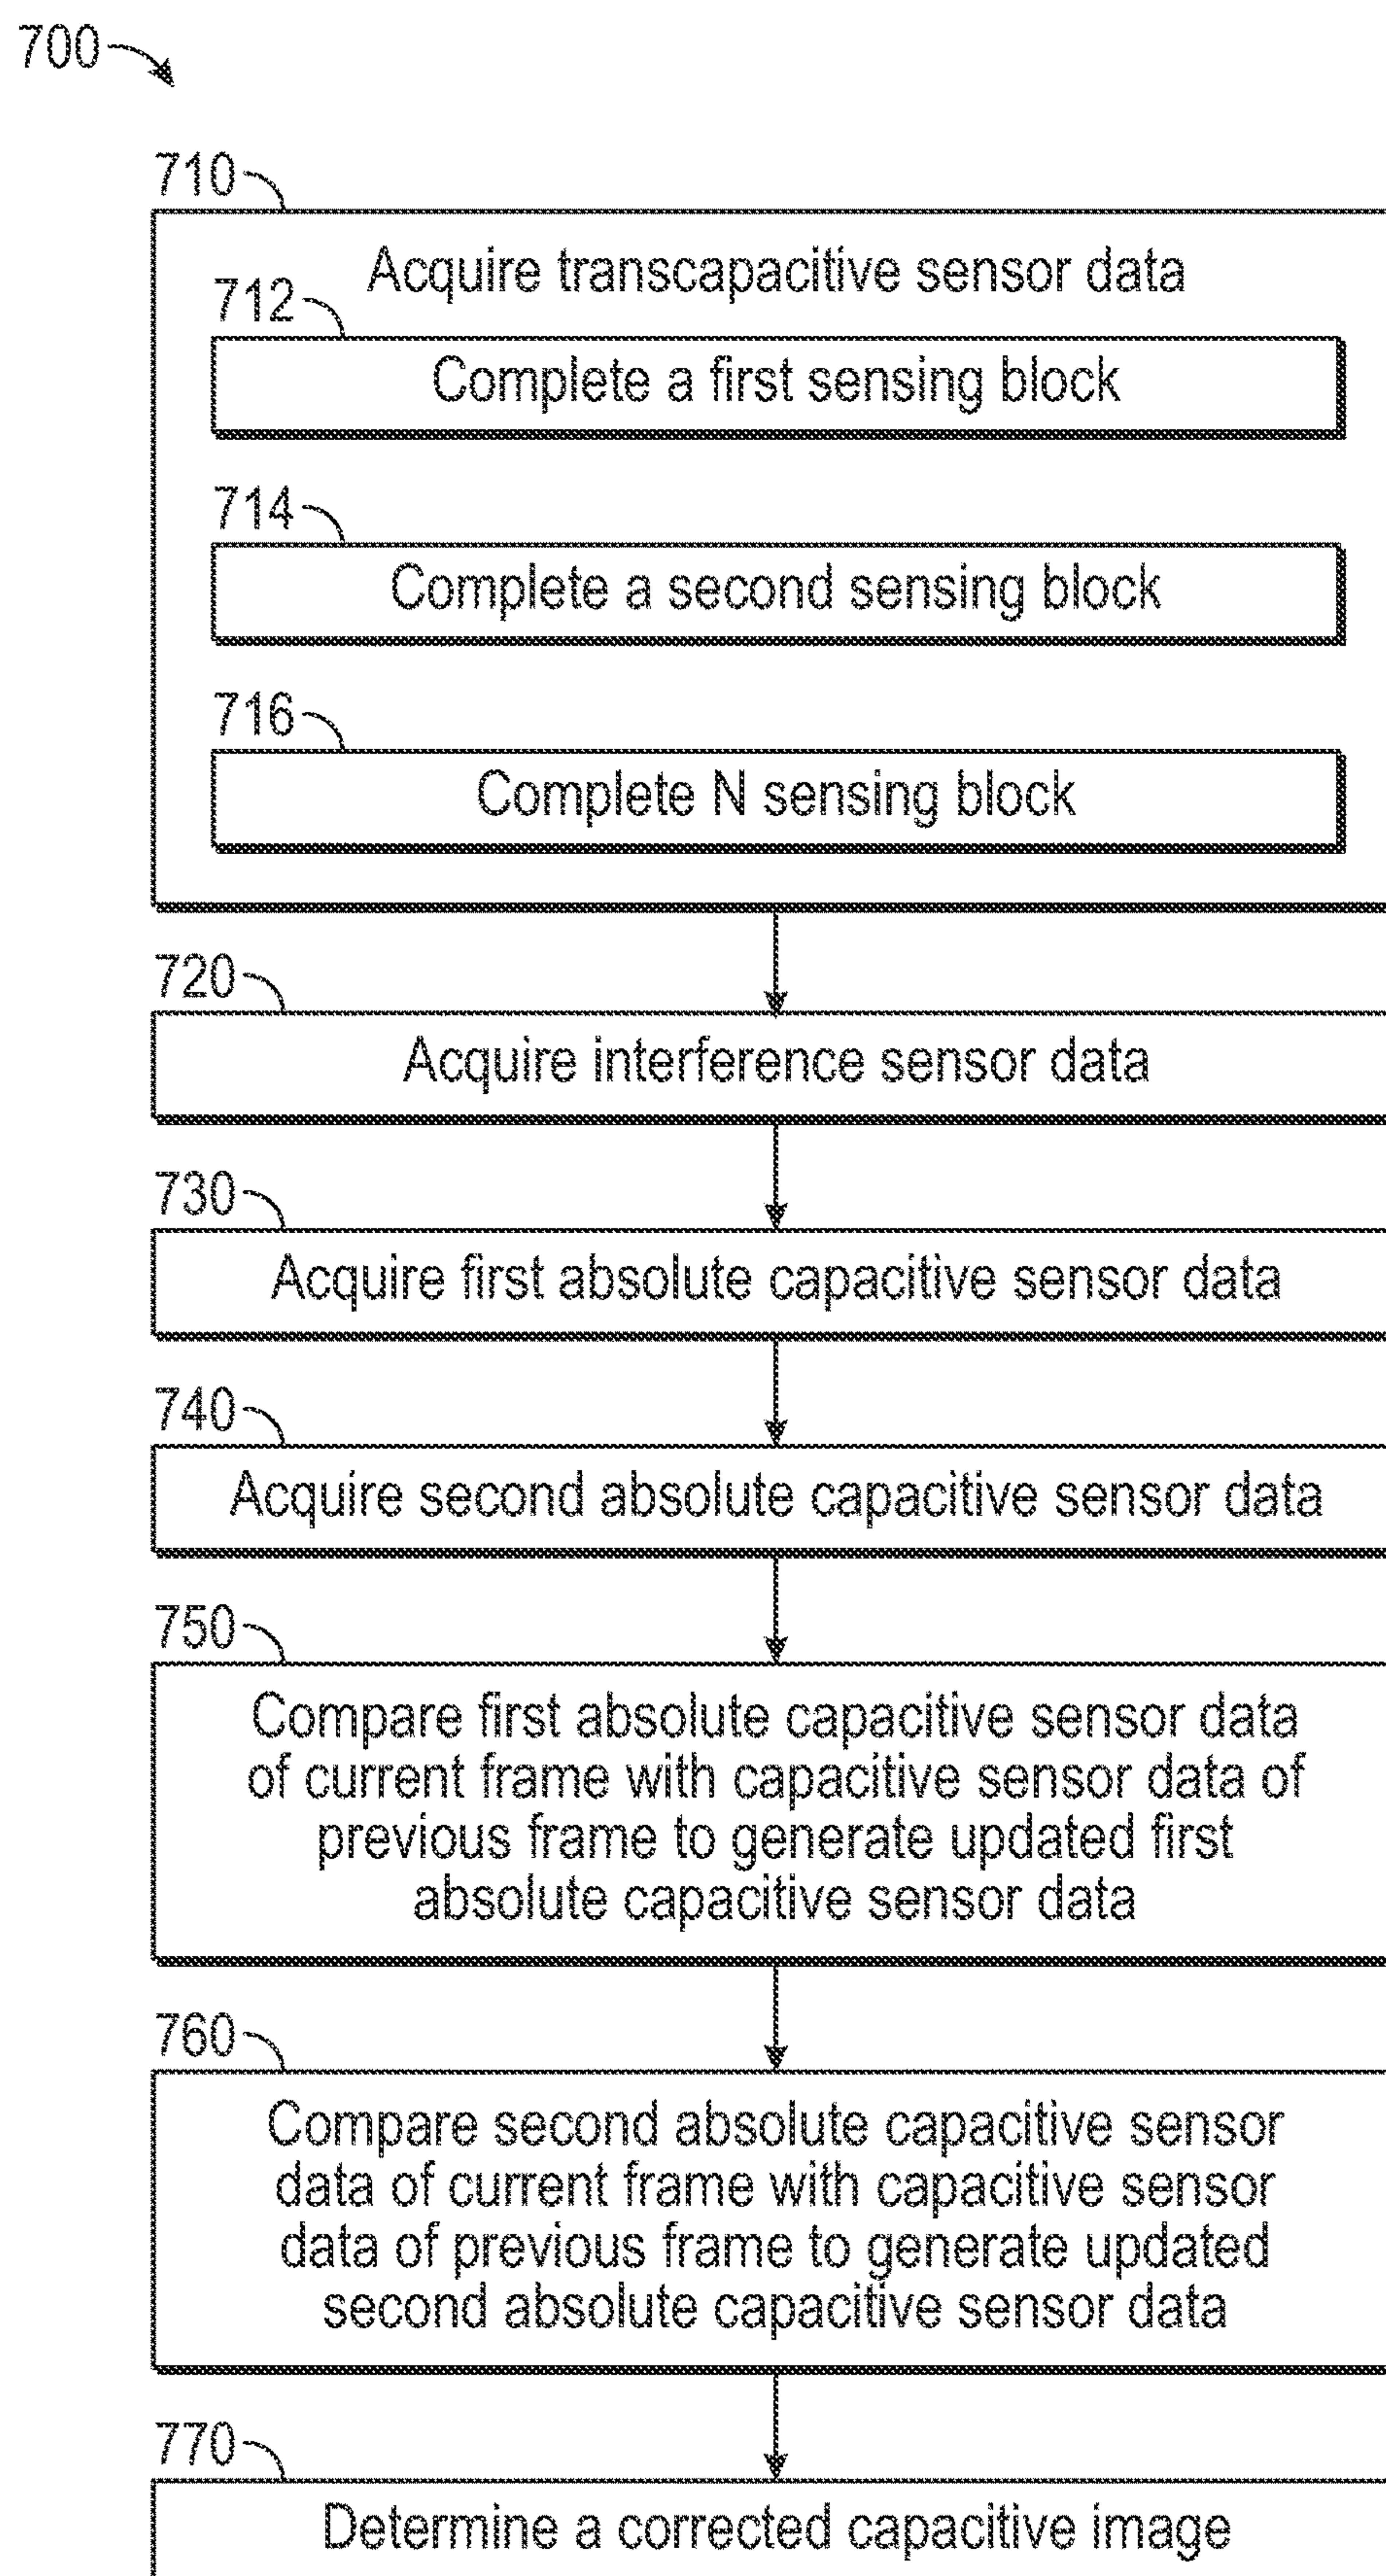 700
710
Acquire transcapacitive sensor data
712
Complete a first sensing block
714
Complete a second sensing block
716
Complete N sensing block
720
Acquire interference sensor data
730
Acquire first absolute capacitive sensor data
740
Acquire second absolute capacitive sensor data
750
Compare first absolute capacitive sensor data
of current frame with capacitive sensor data of
previous frame to generate updated first
absolute capacitive sensor data
760
Compare second absolute capacitive sensor
data of current frame with capacitive sensor
data of previous frame to generate updated
second absolute capacitive sensor data
770
Determine a corrected capacitive image